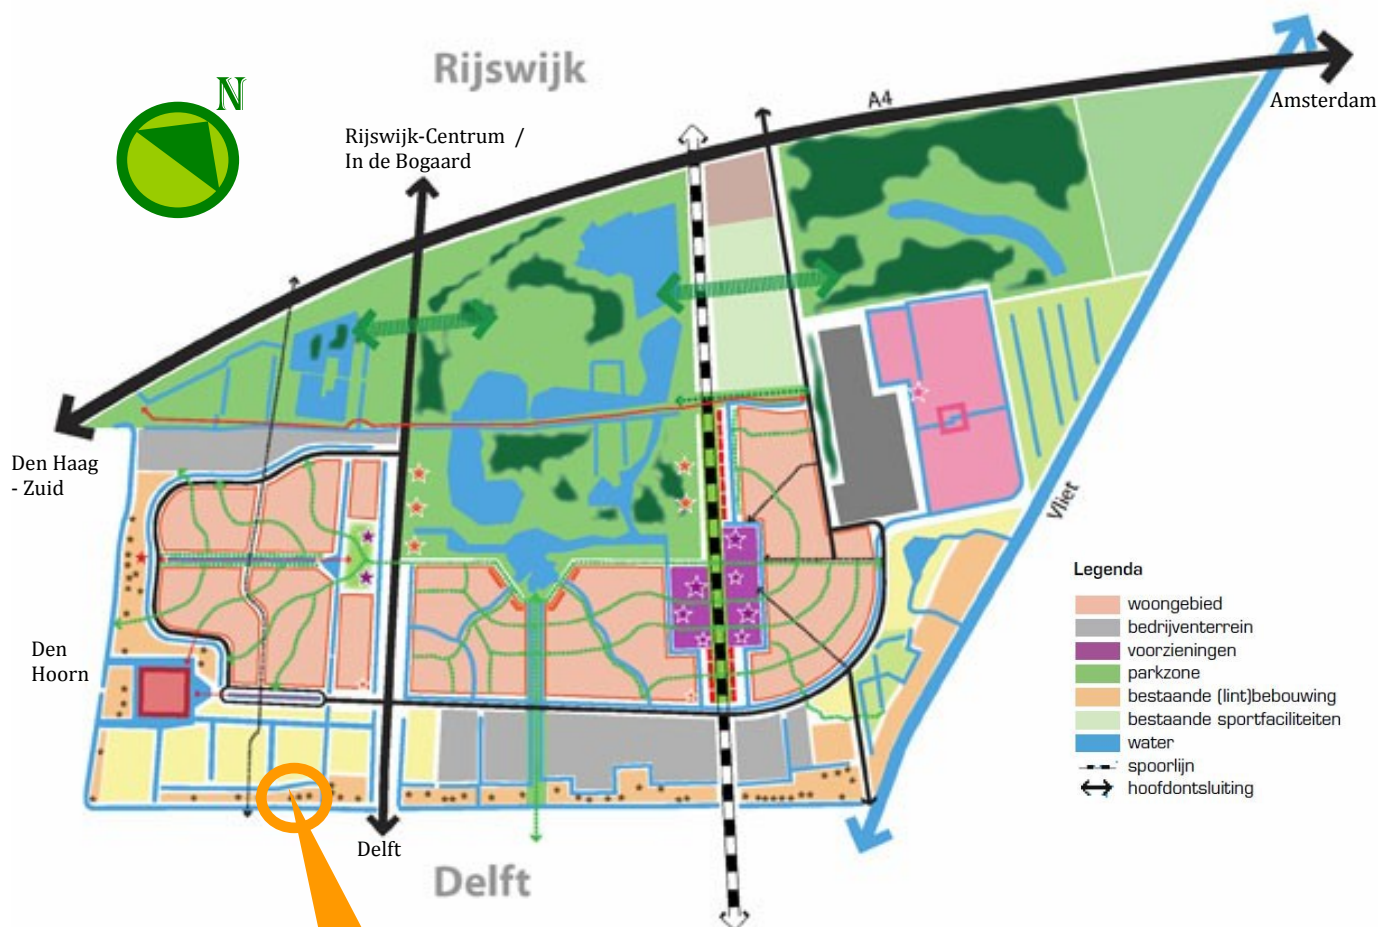 Rijswijk
N
A4
Amsterdam
Rijswijk-Centrum /
In de Bogaard
Den Haag
- Zuid
Vliet
Den
Hoorn
Delft
Delft
Legenda
woongebied
bedrijventerrein
voorzieningen
parkzone
bestaande (lint)bebouwing
bestaande sportfaciliteiten
water
spoorlijn
hoofdontsluiting